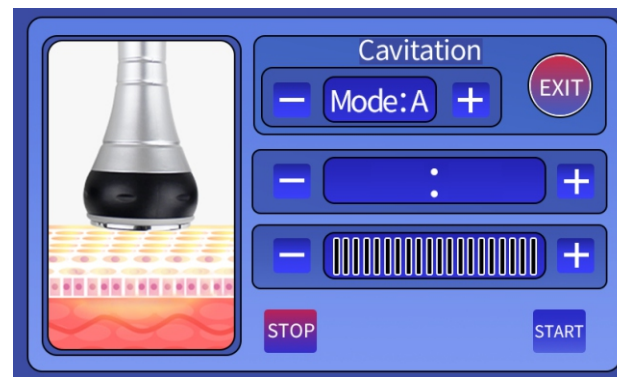 Cavitation
− Mode:A +
EXIT
− : +
− +
STOP
START